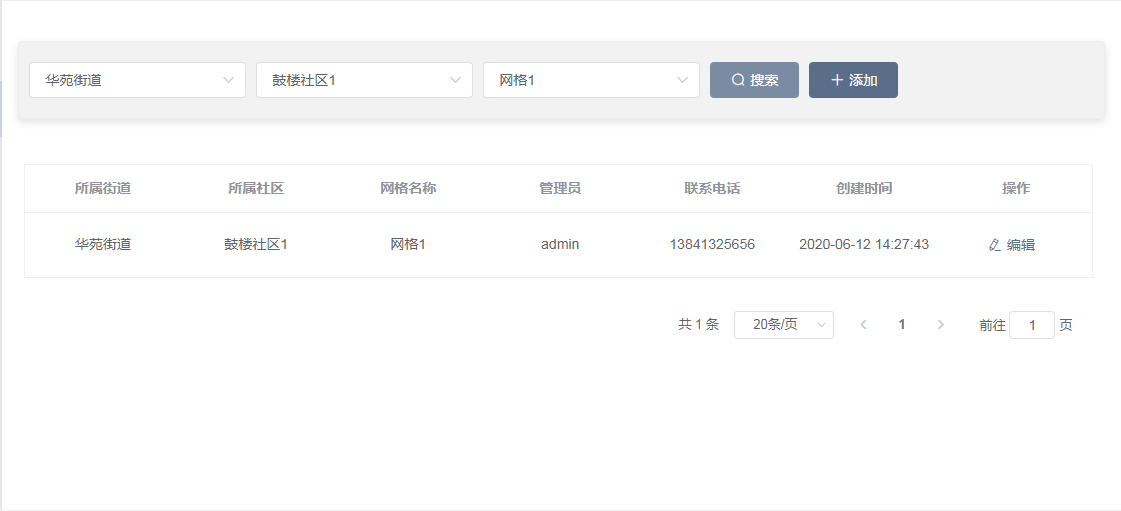 华苑街道 鼓楼社区1 网格1 搜索 添加
所属街道 所属社区 网格名称 管理员 联系电话 创建时间 操作
华苑街道 鼓楼社区1 网格1 admin 13841325656 2020-06-12 14:27:43 编辑
共 1 条 20条/页 1 前往 1 页